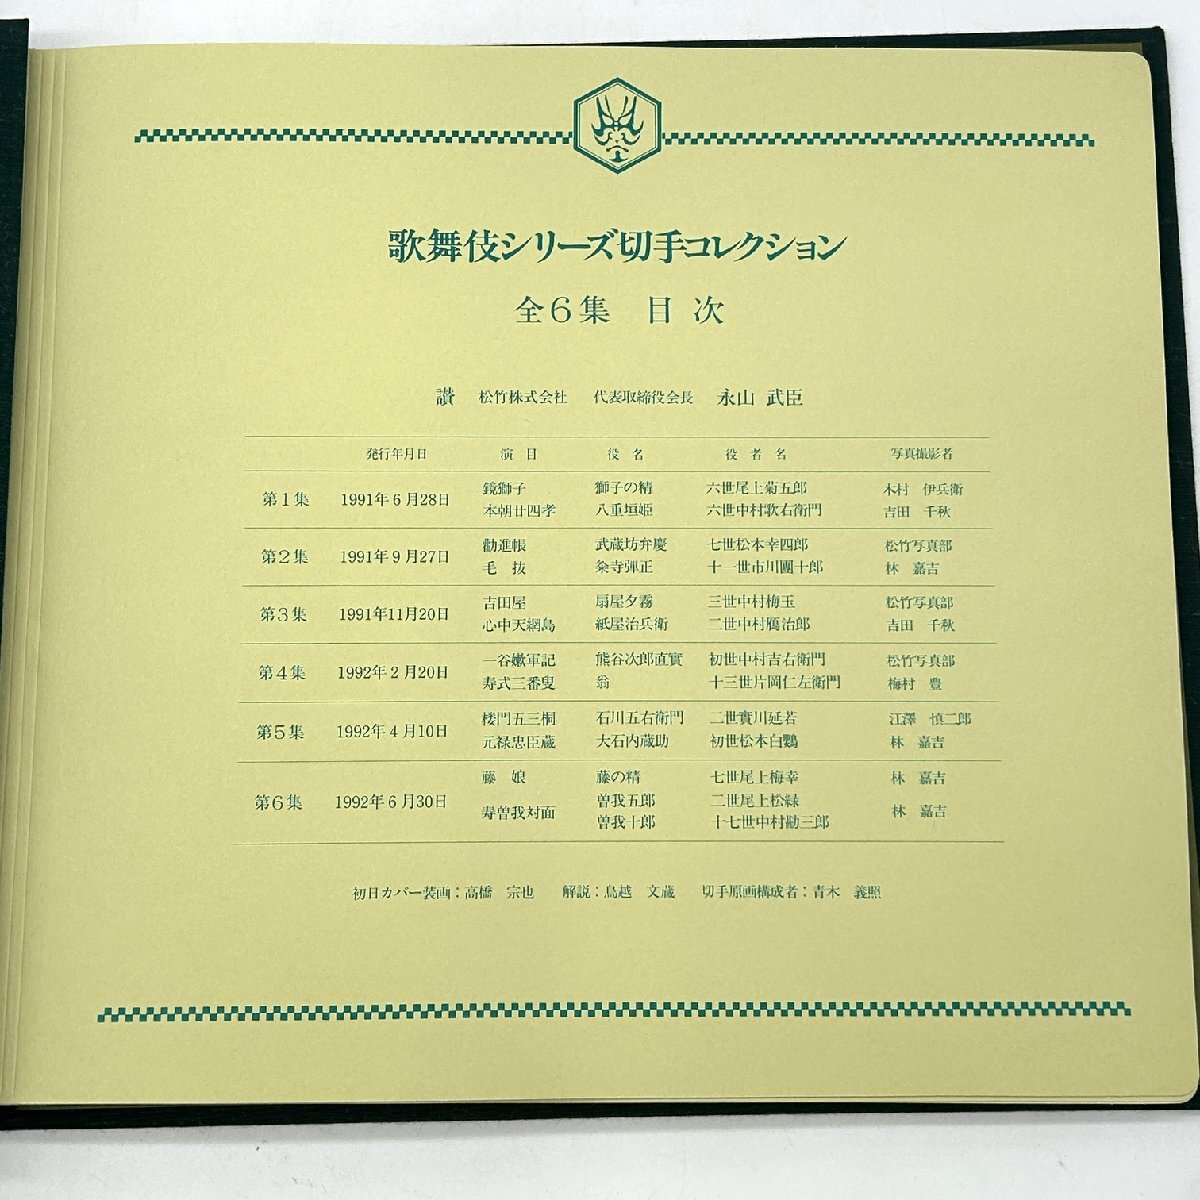 歌舞伎シリーズ切手コレクション
全6集 目次
讃 松竹株式会社 代表取締役会長 永山 武臣
発行年月日 演目 役名 役者名 写真撮影者
第1集 1991年6月28日 鏡獅子 獅子の精 六世尾上菊五郎 木村 伊兵衛
本朝廿四孝 八重垣姫 六世中村歌右衛門 吉田 千秋
第2集 1991年9月27日 勧進帳 武蔵坊弁慶 七世松本幸四郎 松竹写真部
毛抜 粂寺弾正 十一世市川團十郎 林 嘉吉
第3集 1991年11月20日 吉田屋 扇屋夕霧 三世中村梅玉 松竹写真部
心中天網島 紙屋治兵衛 二世中村鴈治郎 吉田 千秋
第4集 1992年2月20日 一谷嫩軍記 熊谷次郎直實 初世中村吉右衛門 松竹写真部
寿式三番叟 翁 十三世片岡仁左衛門 梅村 豊
第5集 1992年4月10日 楼門五三桐 石川五右衛門 二世實川延若 江澤 慎二郎
元禄忠臣蔵 大石内蔵助 初世松本白鸚 林 嘉吉
第6集 1992年6月30日 藤娘 藤の精 七世尾上梅幸 林 嘉吉
寿曽我対面 曽我五郎 二世尾上松緑 林 嘉吉
曽我十郎 十七世中村勘三郎
初日カバー装画：高橋 宗也 解説：鳥越 文蔵 切手原画構成者：青木 義照